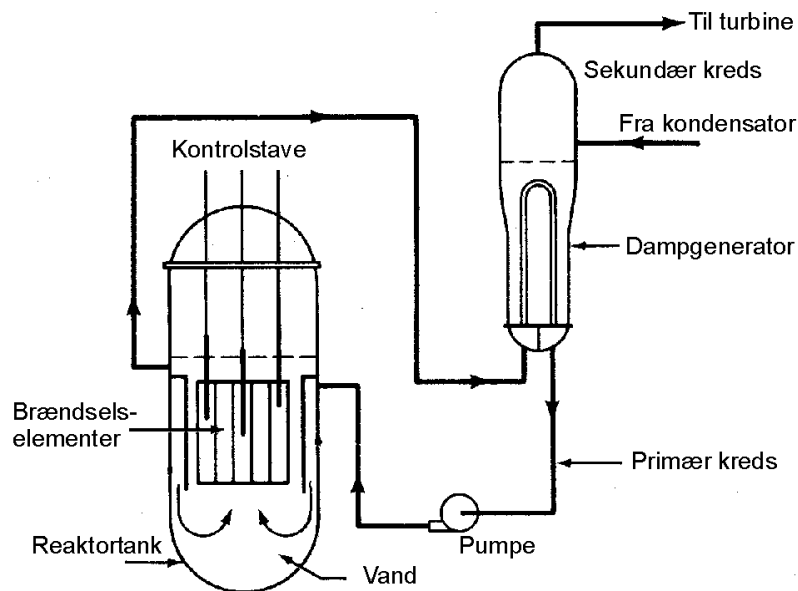 Til turbine
Sekundær kreds
Fra kondensator
Kontrolstave
Dampgenerator
Brændsels-
elementer
Primær kreds
Pumpe
Reaktortank
Vand